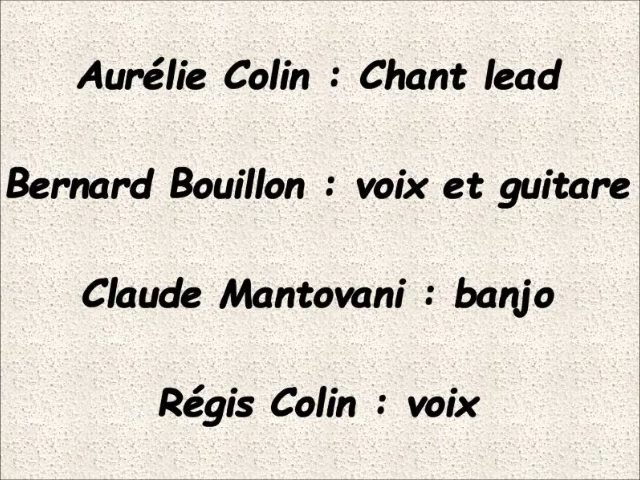 Aurélie Colin : Chant lead
Bernard Bouillon : voix et guitare
Claude Mantovani : banjo
Régis Colin : voix